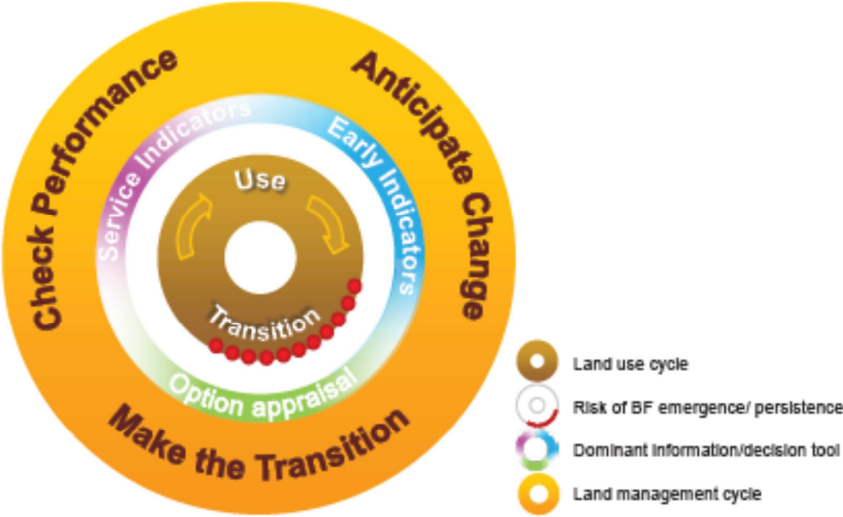 Check Performance
Anticipate Change
Make the Transition
Service Indicators
Early Indicators
Option appraisal
Use
Transition
Land use cycle
Risk of BF emergence/ persistence
Dominant information/decision tool
Land management cycle